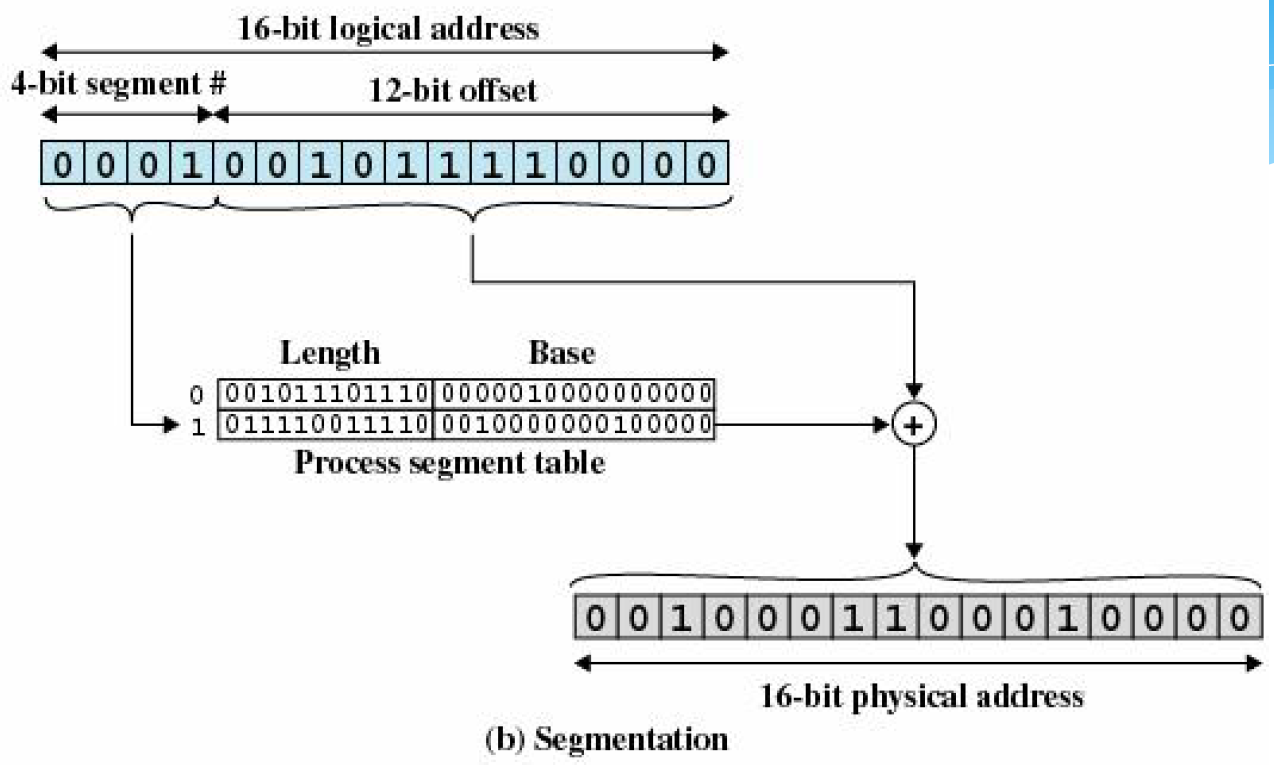 16-bit logical address
4-bit segment # 12-bit offset
0 0 0 1 0 0 1 0 1 1 1 1 0 0 0 0
Length Base
0 001011101110 0000010000000000
1 011110011110 0010000000100000
+
Process segment table
0 0 1 0 0 0 1 1 0 0 0 1 0 0 0 0
16-bit physical address
(b) Segmentation